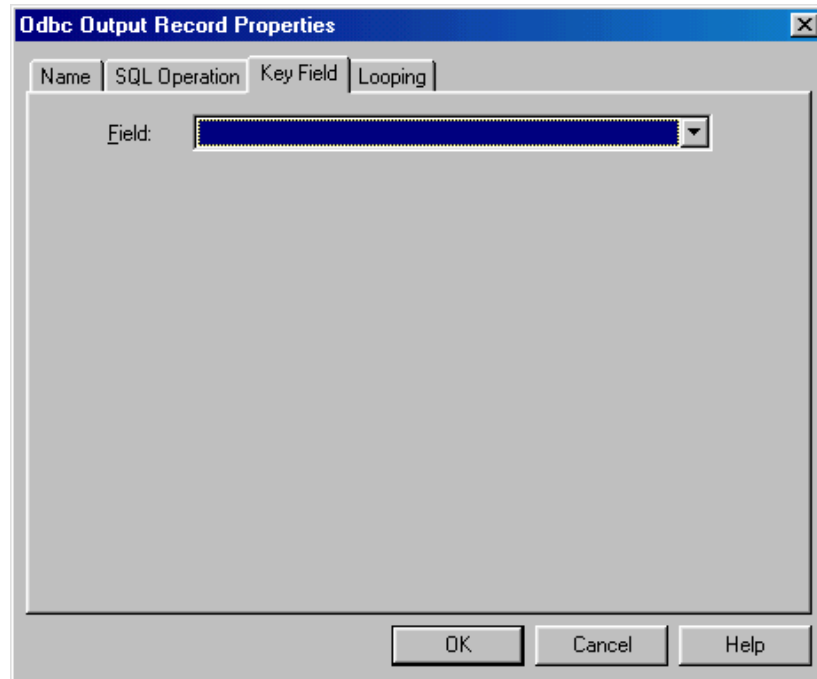 Odbc Output Record Properties
Name SQL Operation Key Field Looping
Field:
OK Cancel Help